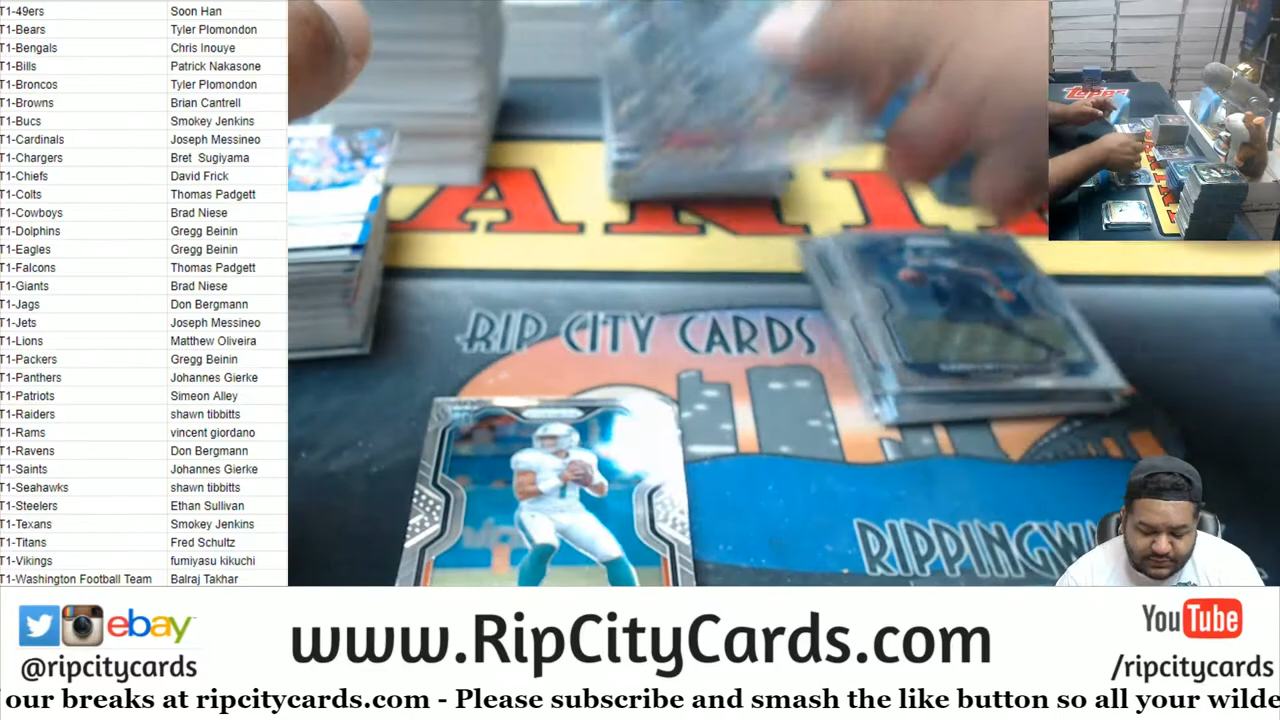 T1-49ers Soon Han
T1-Bears Tyler Plomondon
T1-Bengals Chris Inouye
T1-Bills Patrick Nakasone
T1-Broncos Tyler Plomondon
T1-Browns Brian Cantrell
T1-Bucs Smokey Jenkins
T1-Cardinals Joseph Messineo
T1-Chargers Bret Sugiyama
T1-Chiefs David Frick
T1-Colts Thomas Padgett
T1-Cowboys Brad Niese
T1-Dolphins Gregg Beinin
T1-Eagles Gregg Beinin
T1-Falcons Thomas Padgett
T1-Giants Brad Niese
T1-Jags Don Bergmann
T1-Jets Joseph Messineo
T1-Lions Matthew Oliveira
T1-Packers Gregg Beinin
T1-Panthers Johannes Gierke
T1-Patriots Simeon Alley
T1-Raiders shawn tibbitts
T1-Rams vincent giordano
T1-Ravens Don Bergmann
T1-Saints Johannes Gierke
T1-Seahawks shawn tibbitts
T1-Steelers Ethan Sullivan
T1-Texans Smokey Jenkins
T1-Titans Fred Schultz
T1-Vikings fumiyasu kikuchi
T1-Washington Football Team Balraj Takhar
Topps
RIP CITY CARDS
RIPPINGW
ebay
@ripcitycards
www.RipCityCards.com
YouTube
/ripcitycards
our breaks at ripcitycards.com - Please subscribe and smash the like button so all your wilde